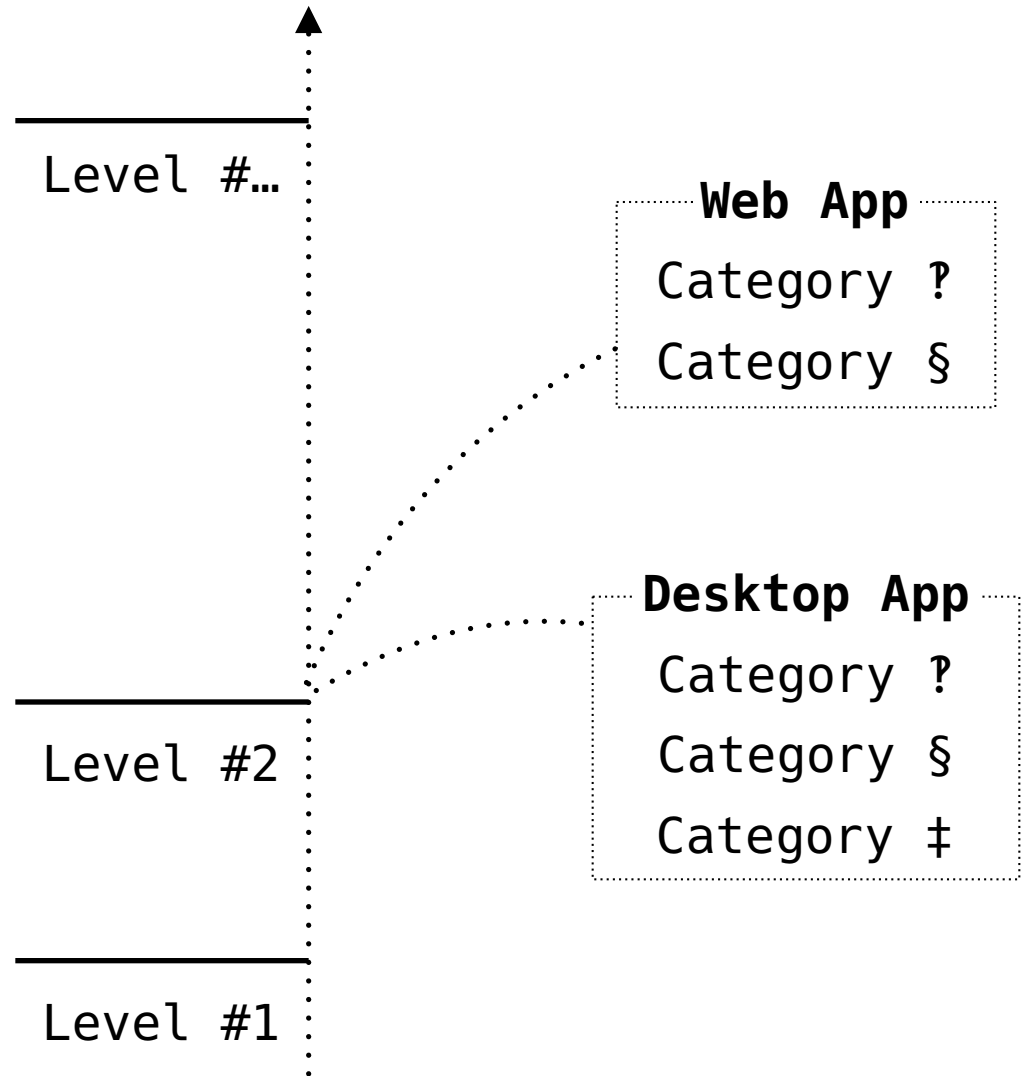 Level #…
Web App
Category ‽
Category §
Desktop App
Category ‽
Category §
Level #2
Category ‡
Level #1